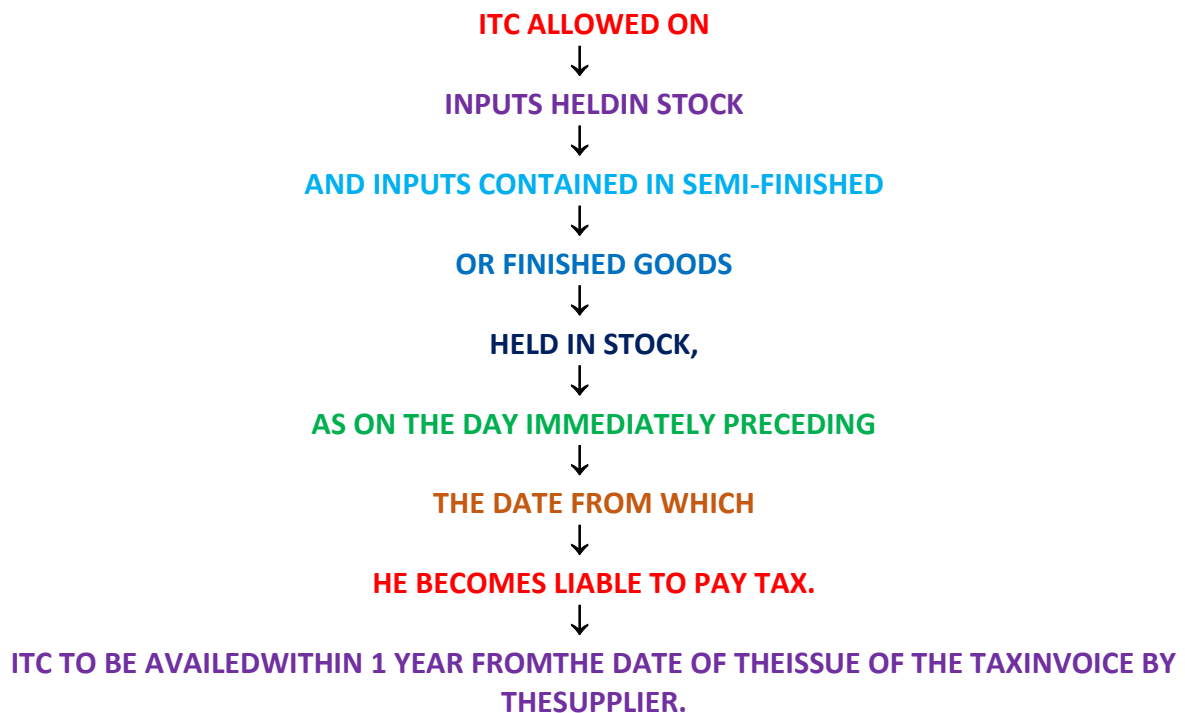 ITC ALLOWED ON
↓
INPUTS HELDIN STOCK
↓
AND INPUTS CONTAINED IN SEMI-FINISHED
↓
OR FINISHED GOODS
↓
HELD IN STOCK,
↓
AS ON THE DAY IMMEDIATELY PRECEDING
↓
THE DATE FROM WHICH
↓
HE BECOMES LIABLE TO PAY TAX.
↓
ITC TO BE AVAILEDWITHIN 1 YEAR FROMTHE DATE OF THEISSUE OF THE TAXINVOICE BY
THESUPPLIER.